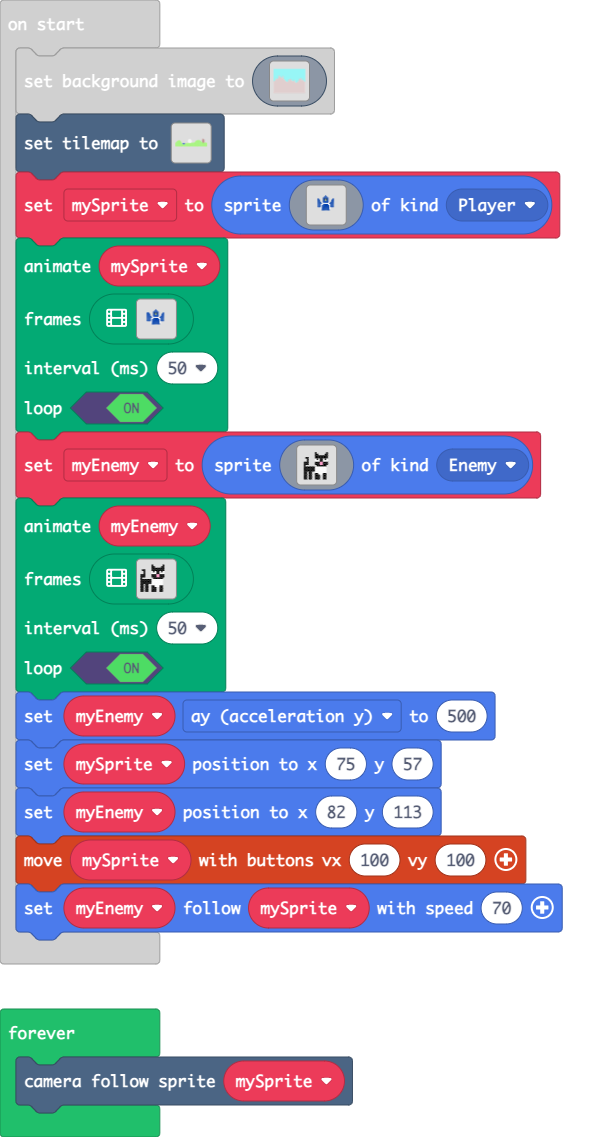 on start
set background image to
set tilemap to
set mySprite to sprite of kind Player
animate mySprite
frames
interval (ms) 50
loop ON
set myEnemy to sprite of kind Enemy
animate myEnemy
frames
interval (ms) 50
loop ON
set myEnemy ay (acceleration y) to 500
set mySprite position to x 75 y 57
set myEnemy position to x 82 y 113
move mySprite with buttons vx 100 vy 100
set myEnemy follow mySprite with speed 70
forever
camera follow sprite mySprite